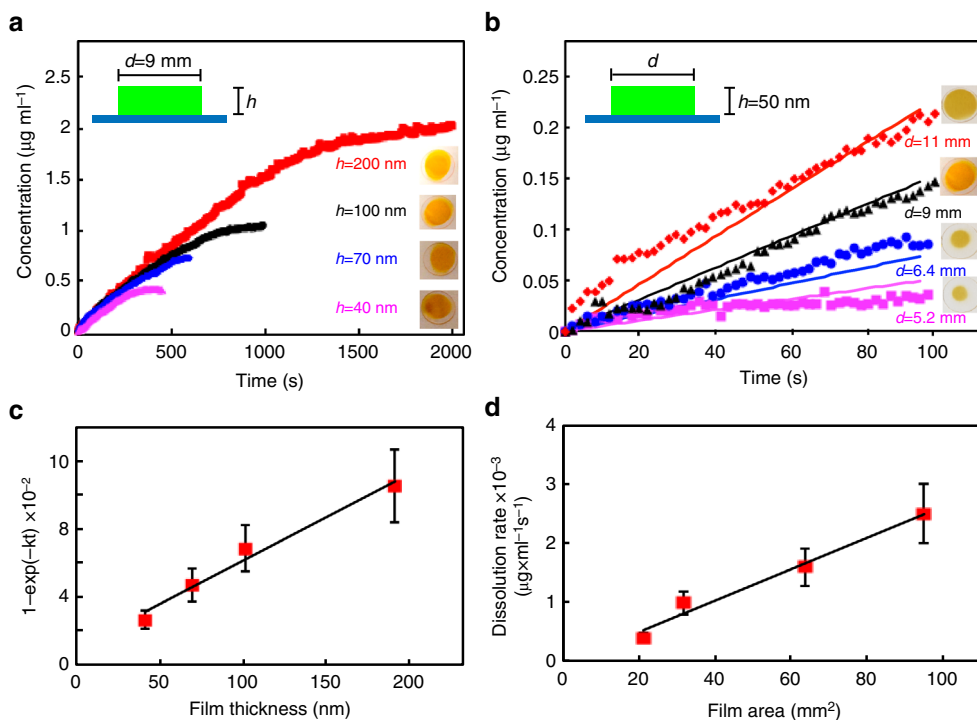 a
d=9 mm
h
Concentration (µg ml⁻¹)
2.5
2
1.5
1
0.5
0
h=200 nm
h=100 nm
h=70 nm
h=40 nm
0 500 1000 1500 2000
Time (s)
b
d
h=50 nm
Concentration (µg ml⁻¹)
0.25
0.2
0.15
0.1
0.05
0
d=11 mm
d=9 mm
d=6.4 mm
d=5.2 mm
0 20 40 60 80 100
Time (s)
c
1–exp(–kt) ×10⁻²
10
8
4
2
0
0 50 100 150 200
Film thickness (nm)
d
Dissolution rate ×10⁻³
(µg×ml⁻¹s⁻¹)
4
3
2
1
0
0 20 40 60 80 100
Film area (mm²)